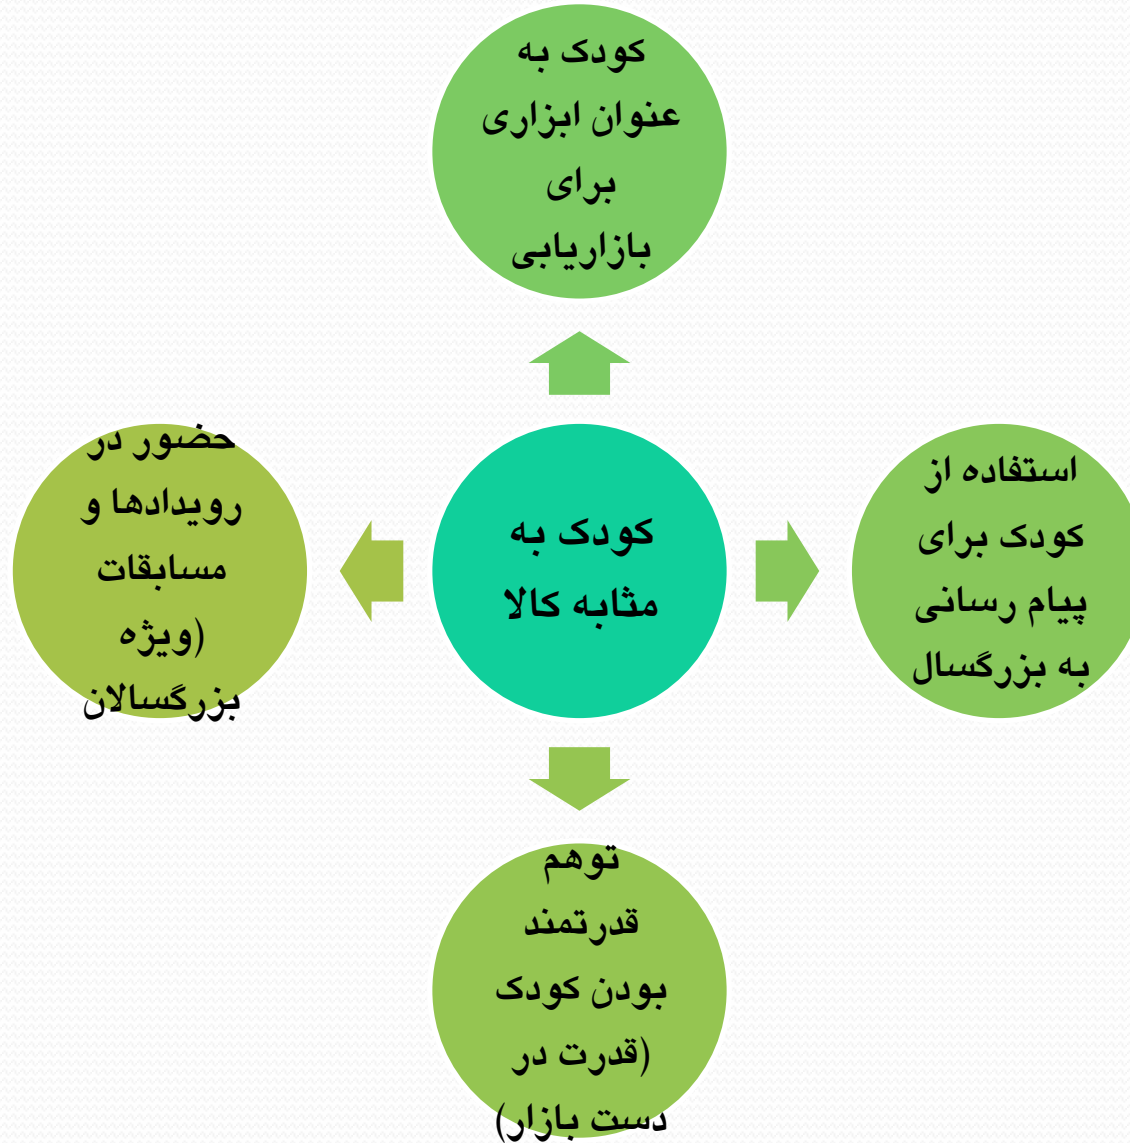 کودک به
عنوان ابزاری
برای
بازاریابی
استفاده از
کودک برای
پیام رسانی
به بزرگسال
کودک به
مثابه کالا
حضور در
رویدادها و
مسابقات
(ویژه
بزرگسالان
توهم
قدرتمند
بودن کودک
(قدرت در
دست بازار)